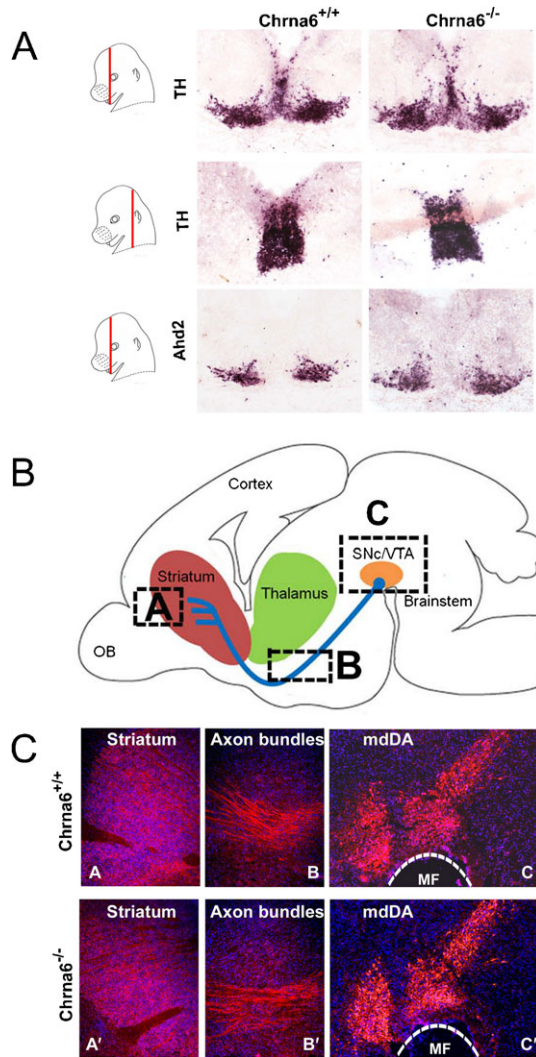 A
Chrna6+/+ Chrna6-/-
TH
TH
Ahd2
B
Cortex
C
SNc/VTA
Striatum
A
Thalamus
Brainstem
OB
B
C
Chrna6+/+
Striatum Axon bundles mdDA
MF
A B C
Chrna6-/-
Striatum Axon bundles mdDA
MF
A' B' C'